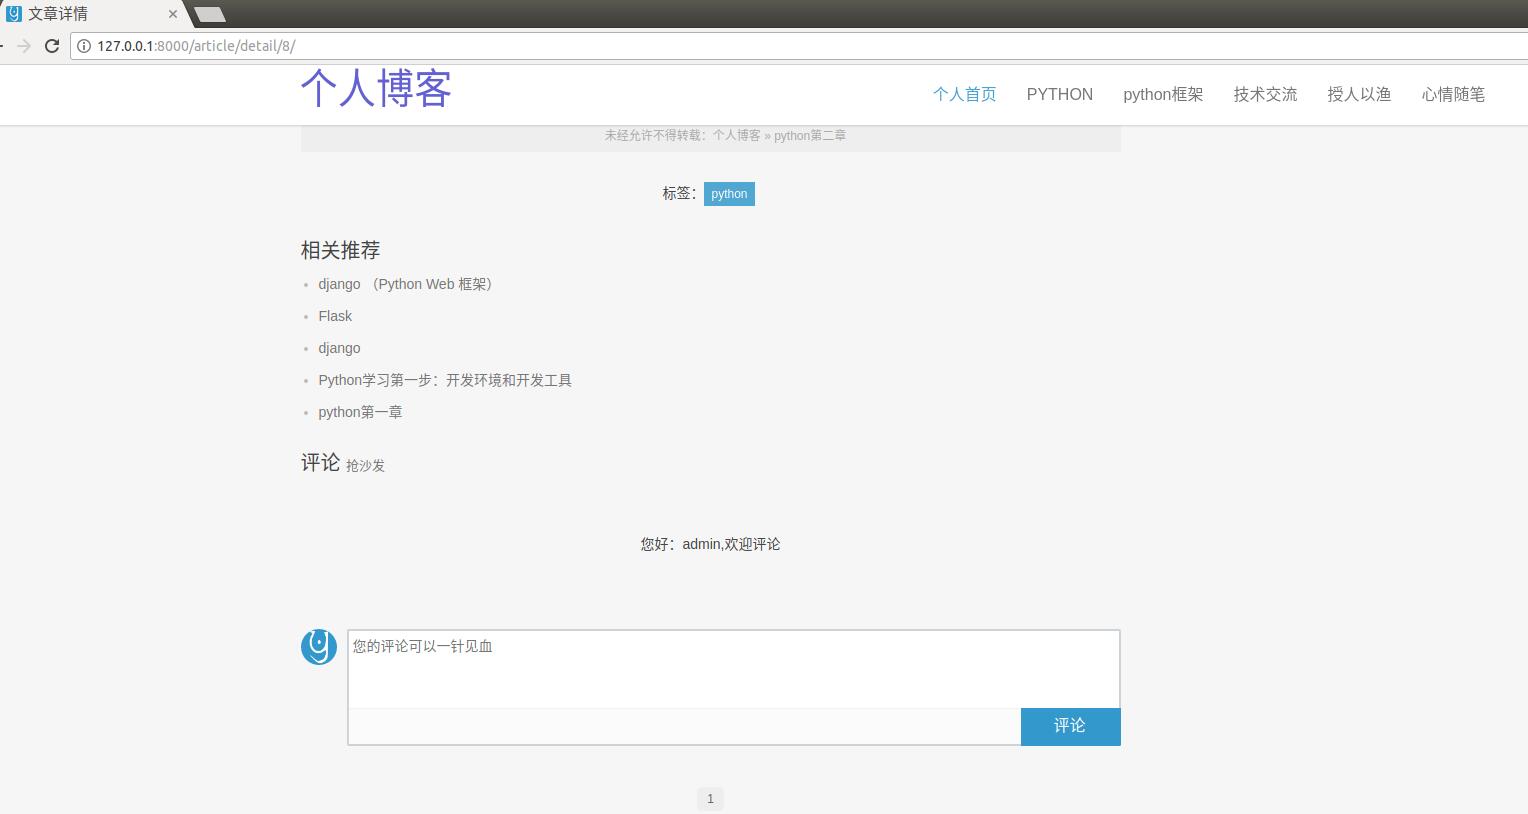 文章详情
127.0.0.1:8000/article/detail/8/
个人博客
个人首页 PYTHON python框架 技术交流 授人以渔 心情随笔
未经允许不得转载：个人博客 » python第二章
标签：python
相关推荐
django （Python Web 框架）
Flask
django
Python学习第一步：开发环境和开发工具
python第一章
评论 抢沙发
您好：admin,欢迎评论
您的评论可以一针见血
评论
1